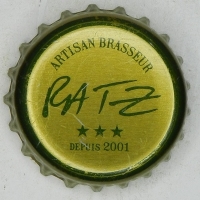 ARTISAN BRASSEUR
RATZ
DEPUIS 2001